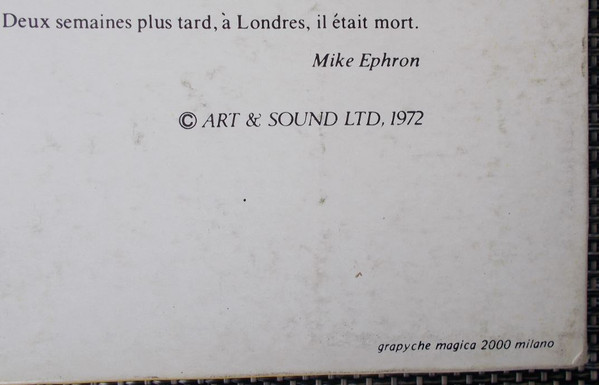 Deux semaines plus tard, à Londres, il était mort.
Mike Ephron
© ART & SOUND LTD, 1972
grapyche magica 2000 milano